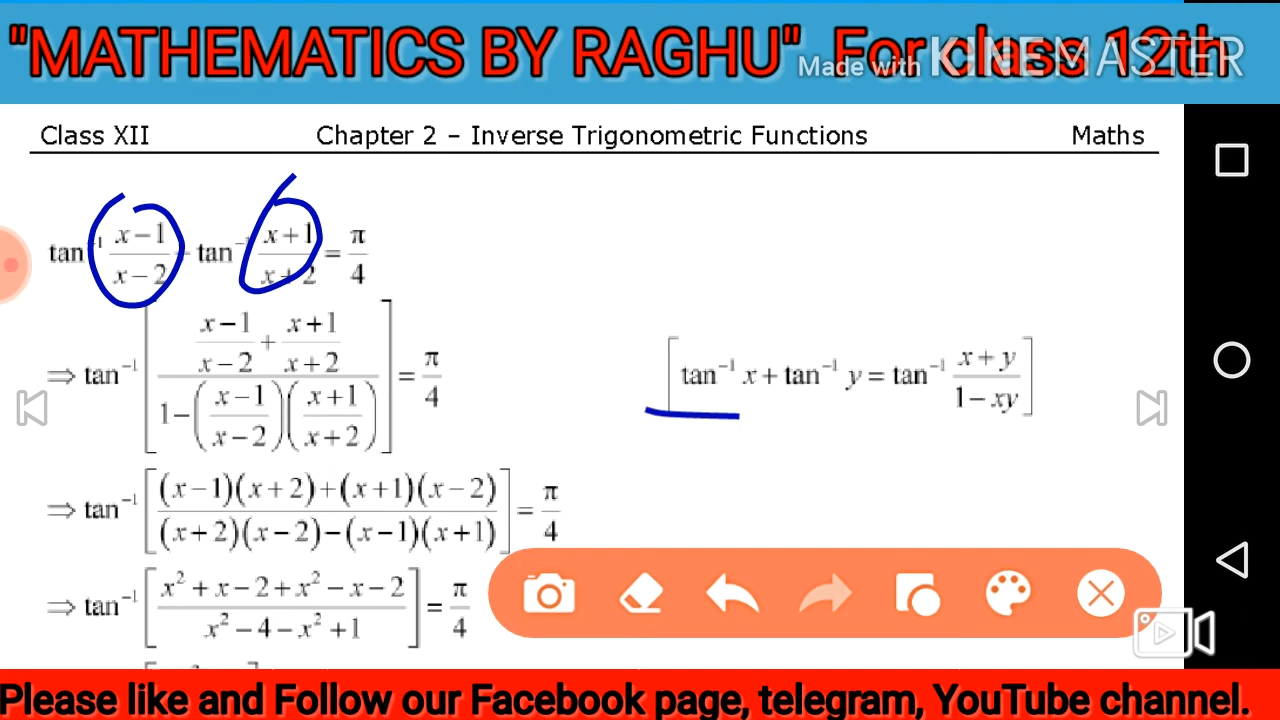 "MATHEMATICS BY RAGHU" For class 12th
Made with KINEMASTER
Class XII Chapter 2 – Inverse Trigonometric Functions Maths
tan⁻¹ (x−1)/(x−2) + tan⁻¹ (x+1)/(x+2) = π/4
⇒ tan⁻¹ [ ((x−1)/(x−2) + (x+1)/(x+2)) / (1−((x−1)/(x−2))((x+1)/(x+2))) ] = π/4
[ tan⁻¹ x + tan⁻¹ y = tan⁻¹ (x+y)/(1−xy) ]
⇒ tan⁻¹ [ ((x−1)(x+2)+(x+1)(x−2)) / ((x+2)(x−2)−(x−1)(x+1)) ] = π/4
⇒ tan⁻¹ [ (x²+x−2+x²−x−2) / (x²−4−x²+1) ] = π/4
Please like and Follow our Facebook page, telegram, YouTube channel.